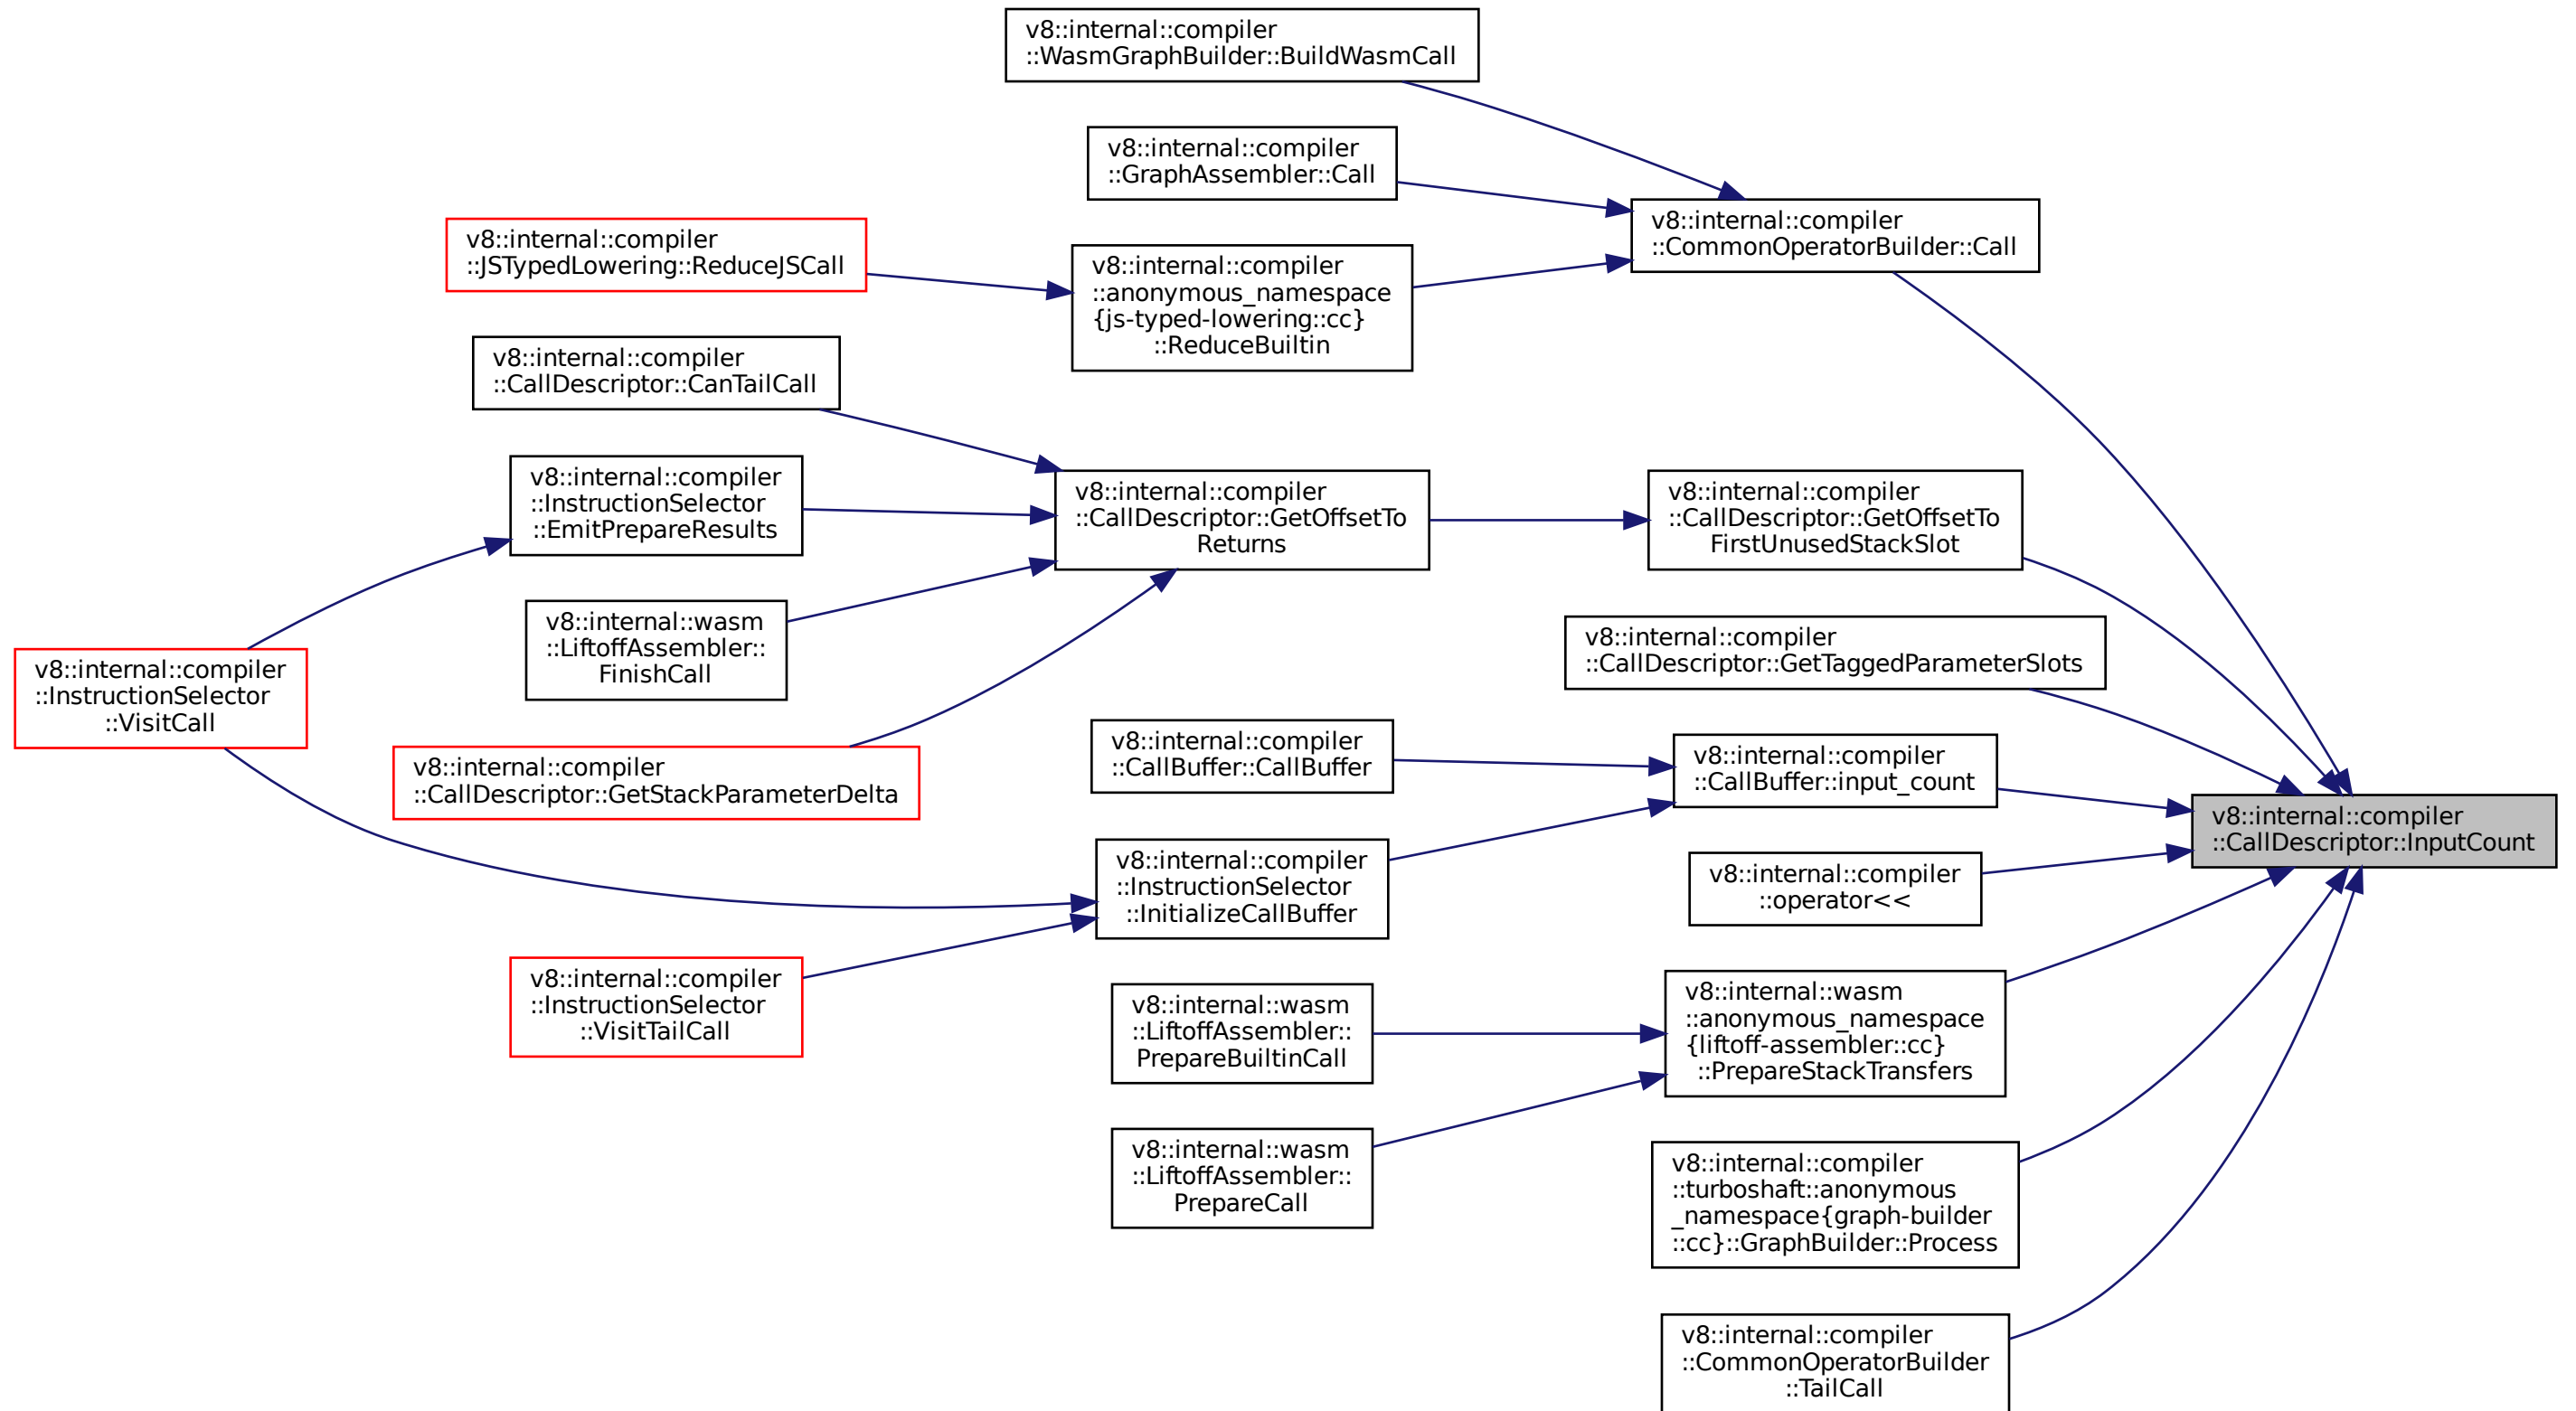 v8::internal::compiler
::WasmGraphBuilder::BuildWasmCall
v8::internal::compiler
::GraphAssembler::Call
v8::internal::compiler
::CommonOperatorBuilder::Call
v8::internal::compiler
::JSTypedLowering::ReduceJSCall
v8::internal::compiler
::anonymous_namespace
{js-typed-lowering::cc}
::ReduceBuiltin
v8::internal::compiler
::CallDescriptor::CanTailCall
v8::internal::compiler
::InstructionSelector
::EmitPrepareResults
v8::internal::compiler
::CallDescriptor::GetOffsetTo
Returns
v8::internal::compiler
::CallDescriptor::GetOffsetTo
FirstUnusedStackSlot
v8::internal::wasm
::LiftoffAssembler::
FinishCall
v8::internal::compiler
::CallDescriptor::GetTaggedParameterSlots
v8::internal::compiler
::InstructionSelector
::VisitCall
v8::internal::compiler
::CallDescriptor::GetStackParameterDelta
v8::internal::compiler
::CallBuffer::CallBuffer
v8::internal::compiler
::CallBuffer::input_count
v8::internal::compiler
::CallDescriptor::InputCount
v8::internal::compiler
::InstructionSelector
::InitializeCallBuffer
v8::internal::compiler
::operator<<
v8::internal::compiler
::InstructionSelector
::VisitTailCall
v8::internal::wasm
::LiftoffAssembler::
PrepareBuiltinCall
v8::internal::wasm
::anonymous_namespace
{liftoff-assembler::cc}
::PrepareStackTransfers
v8::internal::wasm
::LiftoffAssembler::
PrepareCall
v8::internal::compiler
::turboshaft::anonymous
_namespace{graph-builder
::cc}::GraphBuilder::Process
v8::internal::compiler
::CommonOperatorBuilder
::TailCall